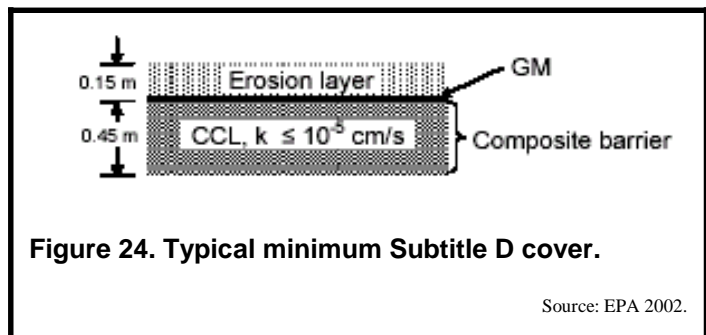 0.15 m
Erosion layer
GM
0.45 m
CCL, k ≤ 10⁻⁵ cm/s
Composite barrier
Figure 24. Typical minimum Subtitle D cover.
Source: EPA 2002.